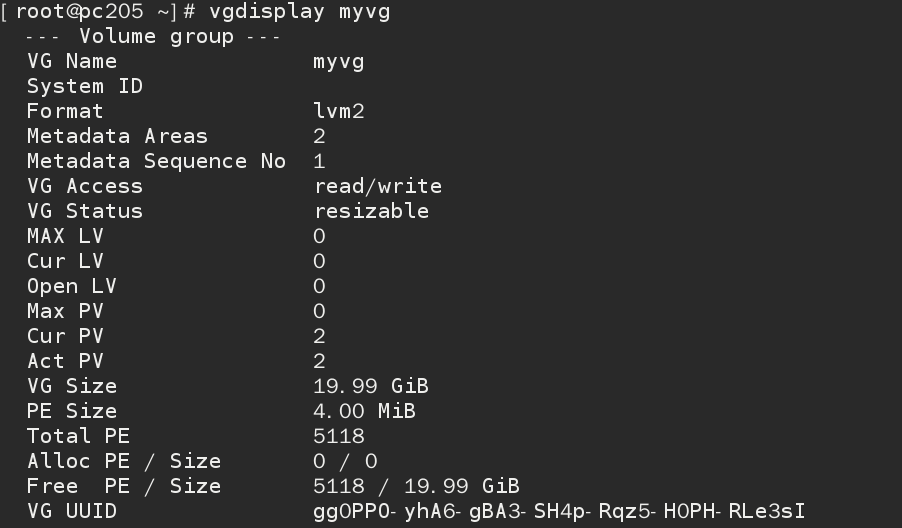 [root@pc205 ~]# vgdisplay myvg
--- Volume group ---
VG Name myvg
System ID
Format lvm2
Metadata Areas 2
Metadata Sequence No 1
VG Access read/write
VG Status resizable
MAX LV 0
Cur LV 0
Open LV 0
Max PV 0
Cur PV 2
Act PV 2
VG Size 19.99 GiB
PE Size 4.00 MiB
Total PE 5118
Alloc PE / Size 0 / 0
Free PE / Size 5118 / 19.99 GiB
VG UUID gg0PPO-yhA6-gBA3-SH4p-Rqz5-H0PH-RLe3sI